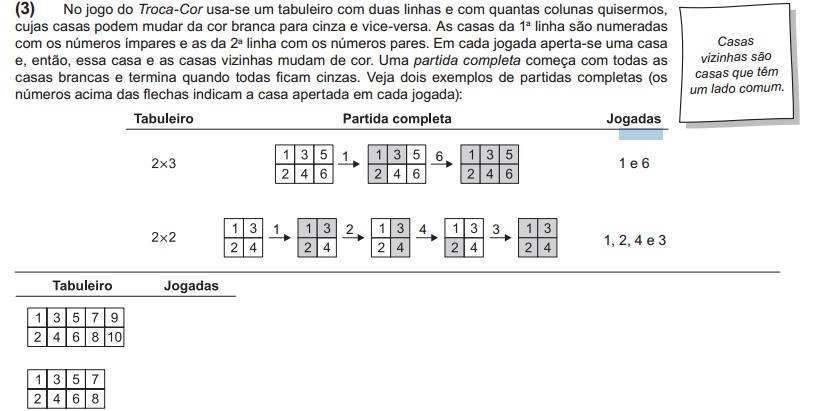 (3) No jogo do Troca-Cor usa-se um tabuleiro com duas linhas e com quantas colunas quisermos,
cujas casas podem mudar da cor branca para cinza e vice-versa. As casas da 1ª linha são numeradas
com os números ímpares e as da 2ª linha com os números pares. Em cada jogada aperta-se uma casa
e, então, essa casa e as casas vizinhas mudam de cor. Uma partida completa começa com todas as
casas brancas e termina quando todas ficam cinzas. Veja dois exemplos de partidas completas (os
números acima das flechas indicam a casa apertada em cada jogada):
Casas
vizinhas são
casas que têm
um lado comum.
Tabuleiro Partida completa Jogadas
2×3
1 3 5 1 1 3 5 6 1 3 5
2 4 6 2 4 6 2 4 6
1 e 6
2×2
1 3 1 1 3 2 1 3 4 1 3 3 1 3
2 4 2 4 2 4 2 4 2 4
1, 2, 4 e 3
Tabuleiro Jogadas
1 3 5 7 9
2 4 6 8 10
1 3 5 7
2 4 6 8